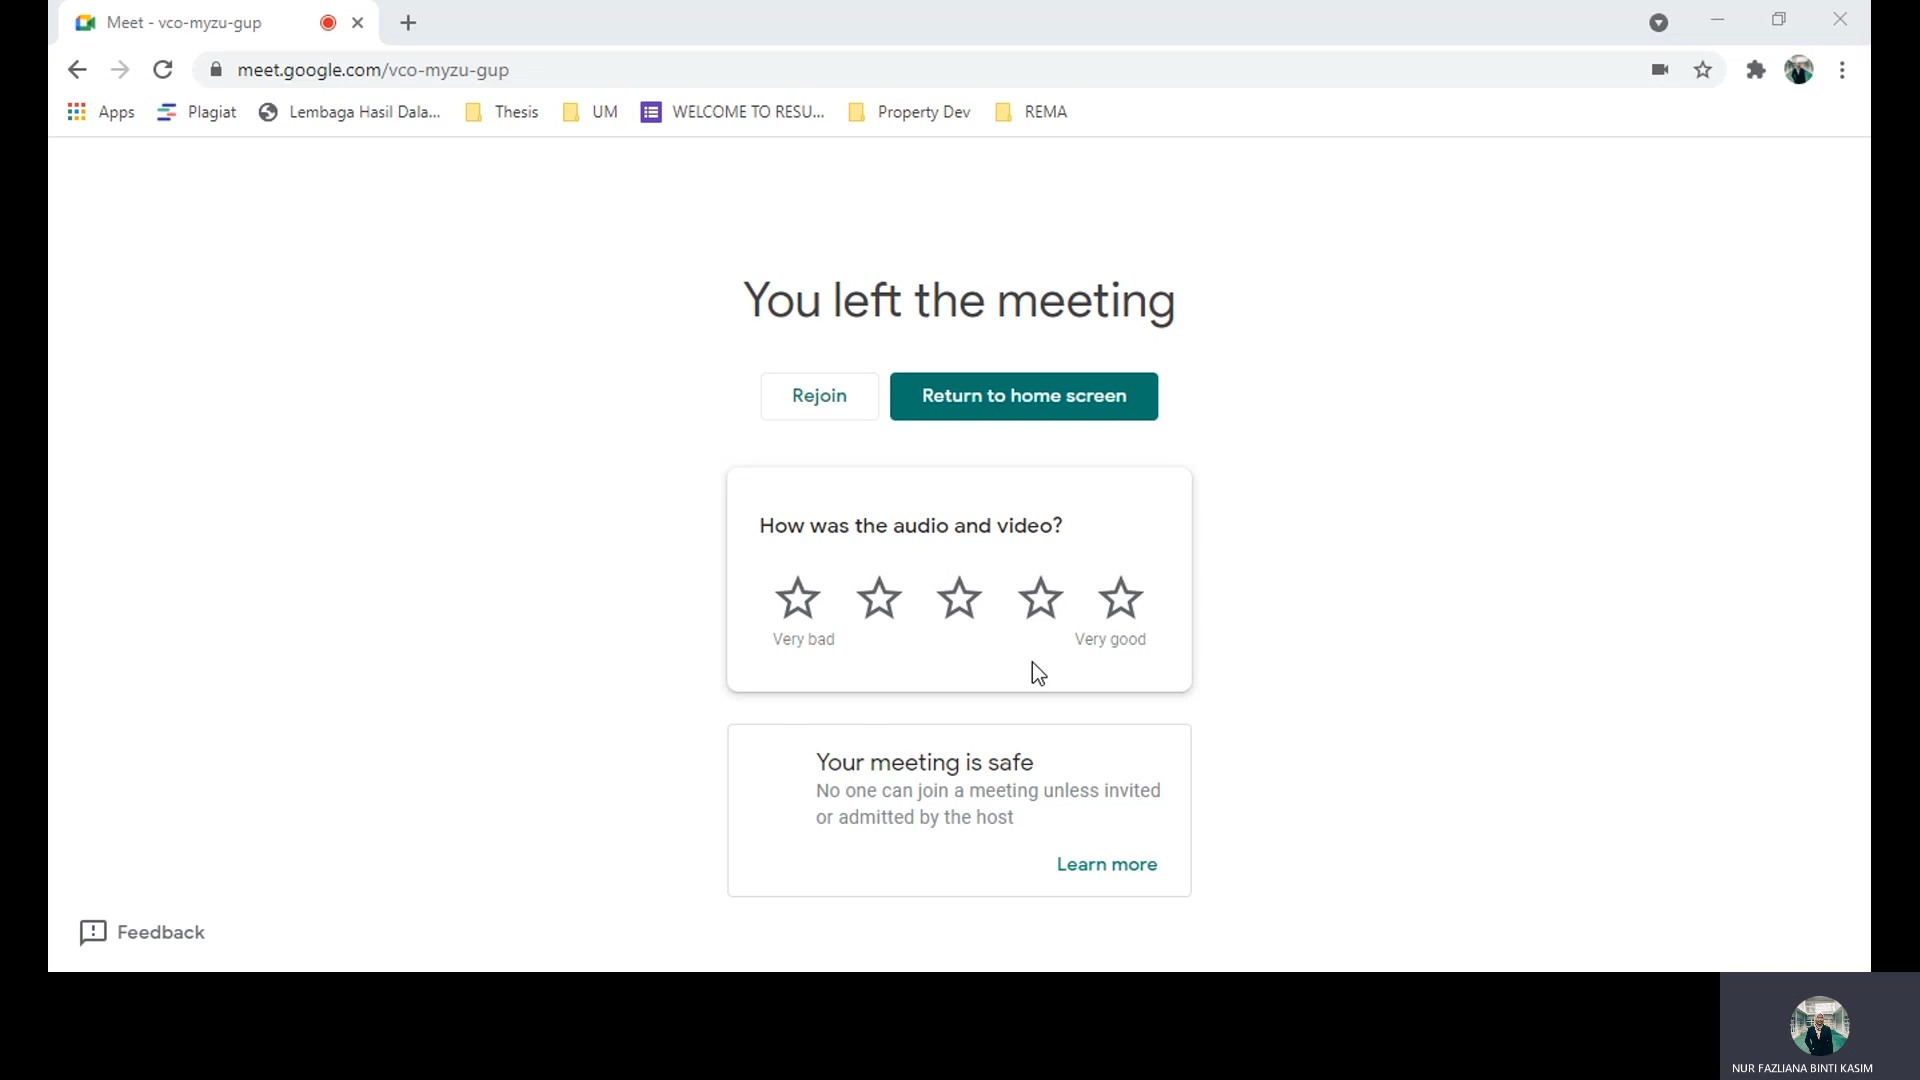 Meet - vco-myzu-gup
meet.google.com/vco-myzu-gup
Apps Plagiat Lembaga Hasil Dala... Thesis UM WELCOME TO RESU... Property Dev REMA
You left the meeting
Rejoin Return to home screen
How was the audio and video?
Very bad Very good
Your meeting is safe
No one can join a meeting unless invited
or admitted by the host
Learn more
Feedback
NUR FAZLIANA BINTI KASIM